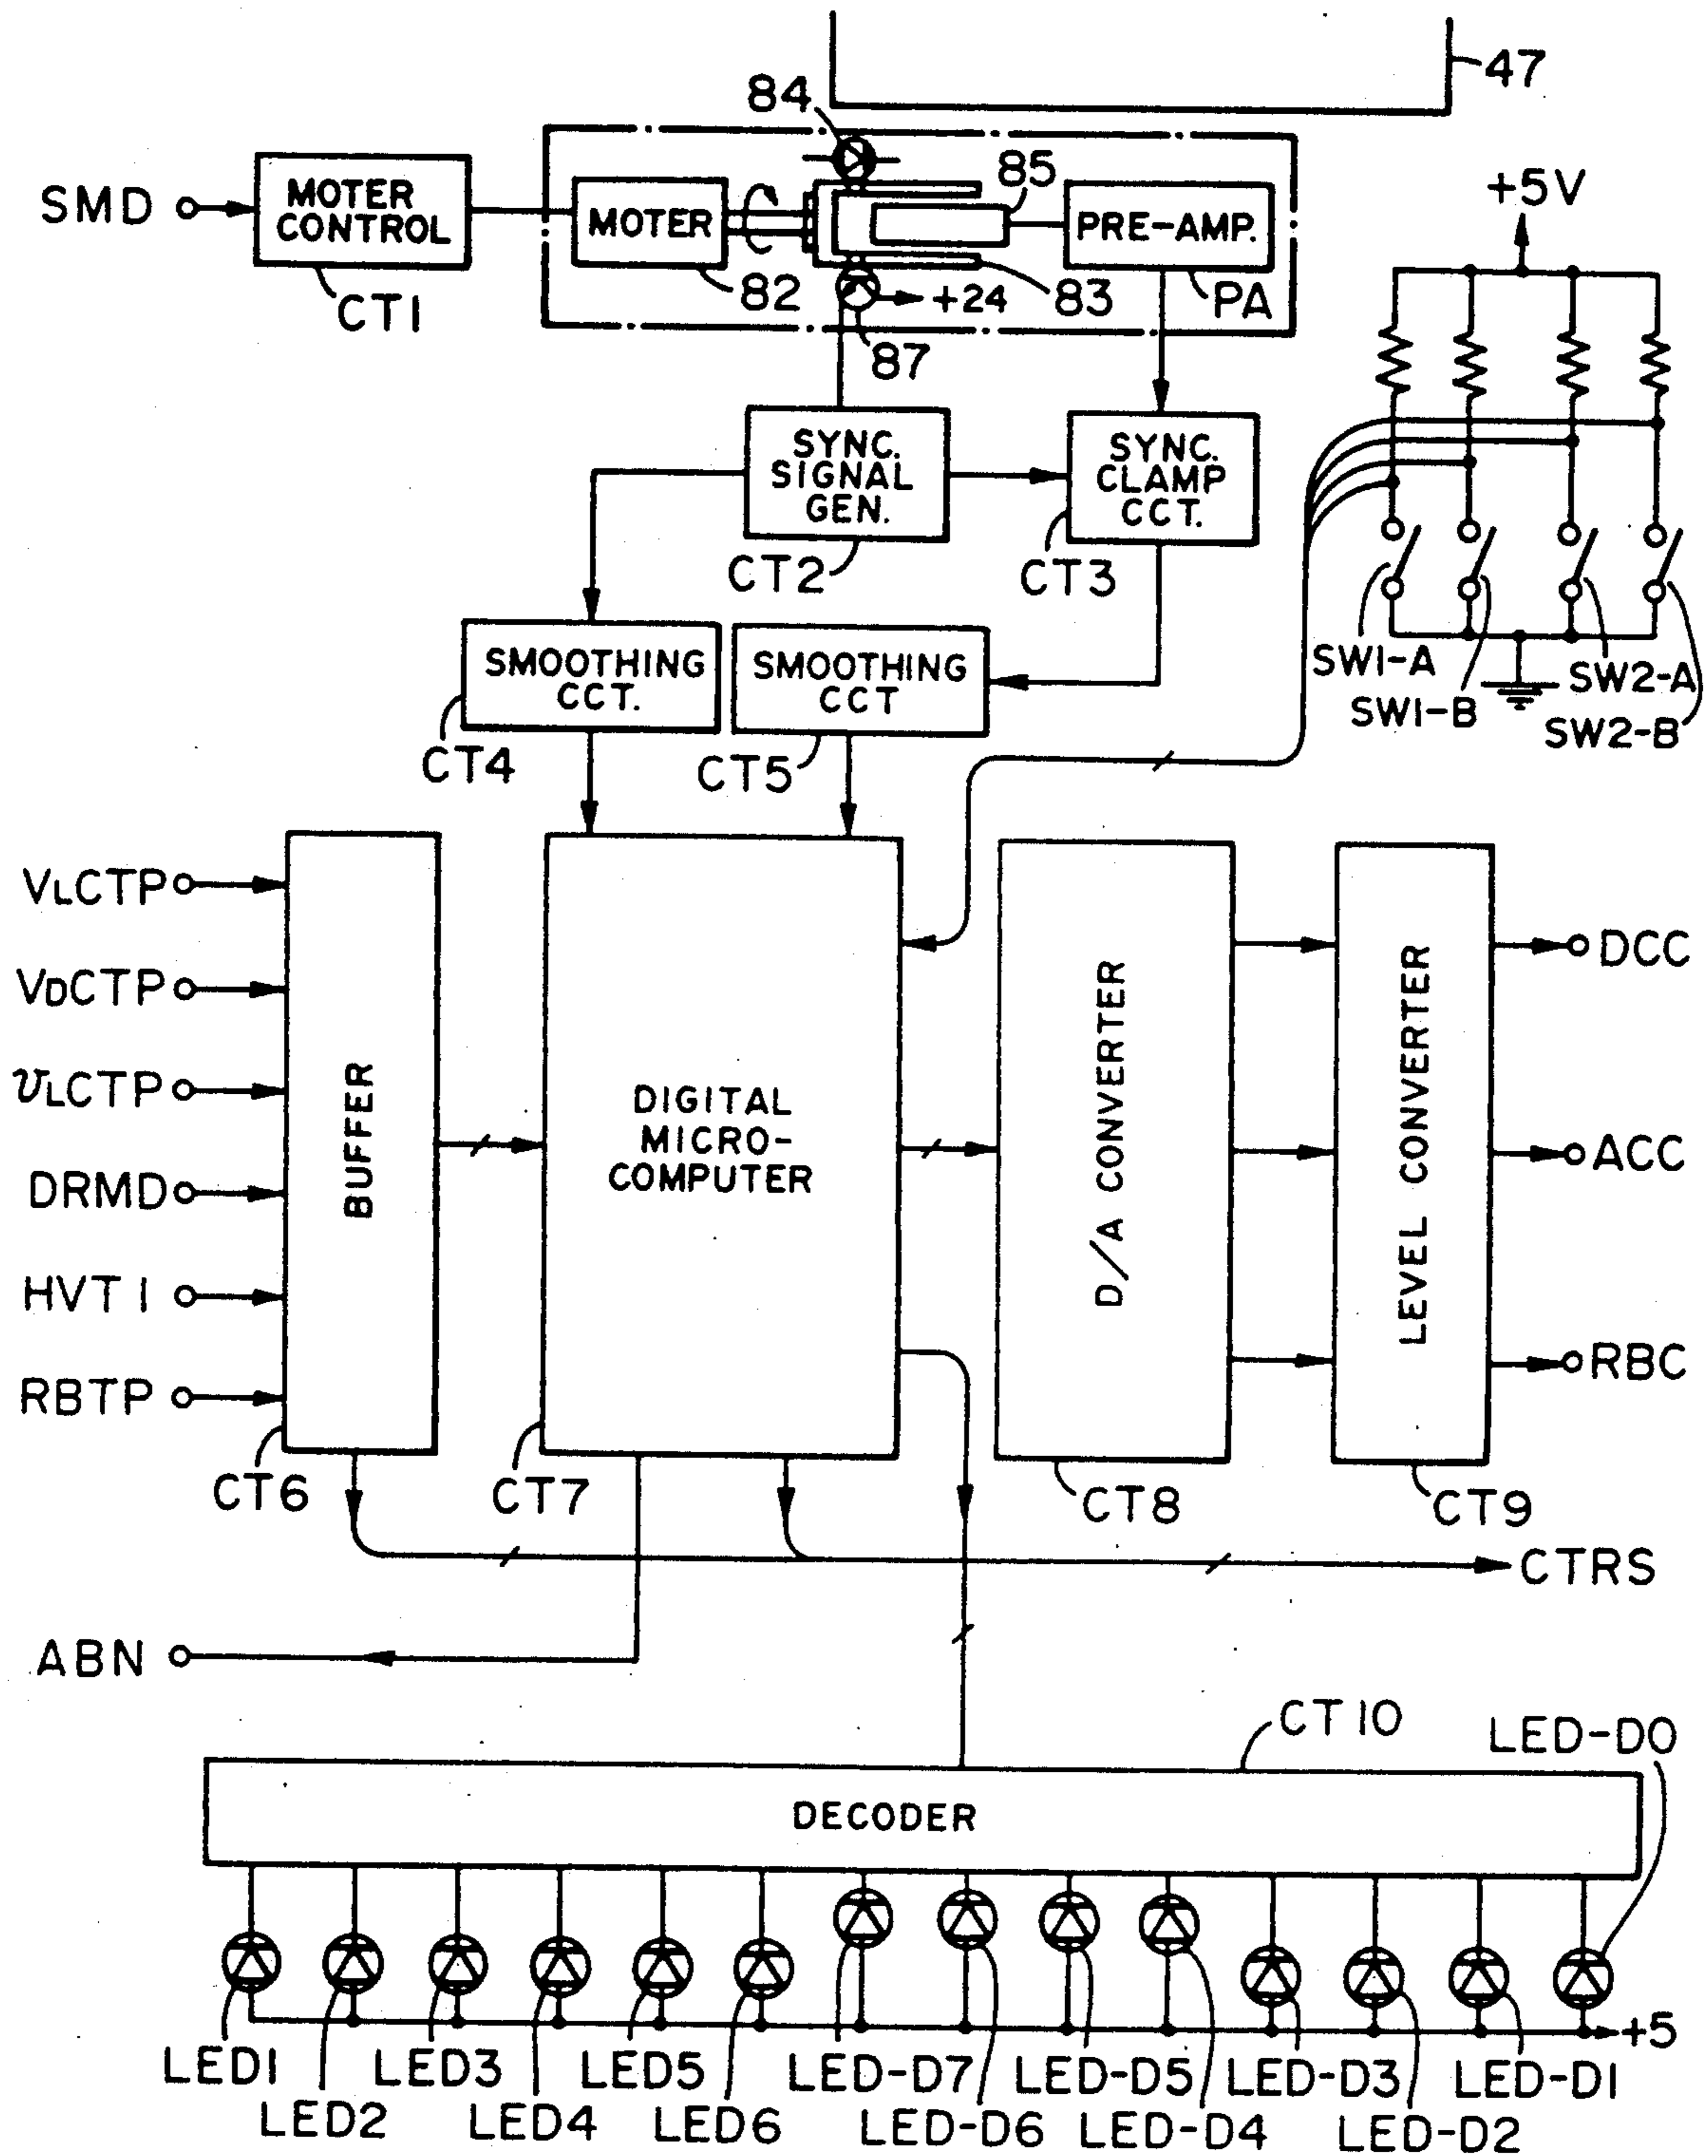 47
84
85
+5V
SMD
MOTER
CONTROL
MOTER
PRE-AMP.
82
+24
83
PA
CT1
87
SYNC.
SIGNAL
GEN.
SYNC.
CLAMP
CCT.
CT2
CT3
SMOOTHING
CCT.
SMOOTHING
CCT
SW1-A
SW2-A
SW1-B
SW2-B
CT4
CT5
VLCTP
VDCTP
vLCTP
DRMD
HVT1
RBTP
BUFFER
DIGITAL
MICRO-
COMPUTER
D/A CONVERTER
LEVEL CONVERTER
DCC
ACC
RBC
CT6
CT7
CT8
CT9
CTRS
ABN
CT10
LED-D0
DECODER
+5
LED1
LED3
LED5
LED-D7
LED-D5
LED-D3
LED-D1
LED2
LED4
LED6
LED-D6
LED-D4
LED-D2